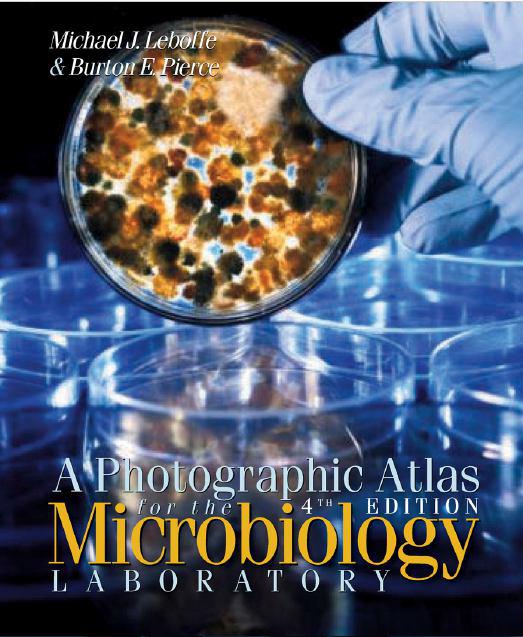 Michael J. Leboffe
& Burton E. Pierce
A Photographic Atlas
for the 4TH EDITION
Microbiology
LABORATORY